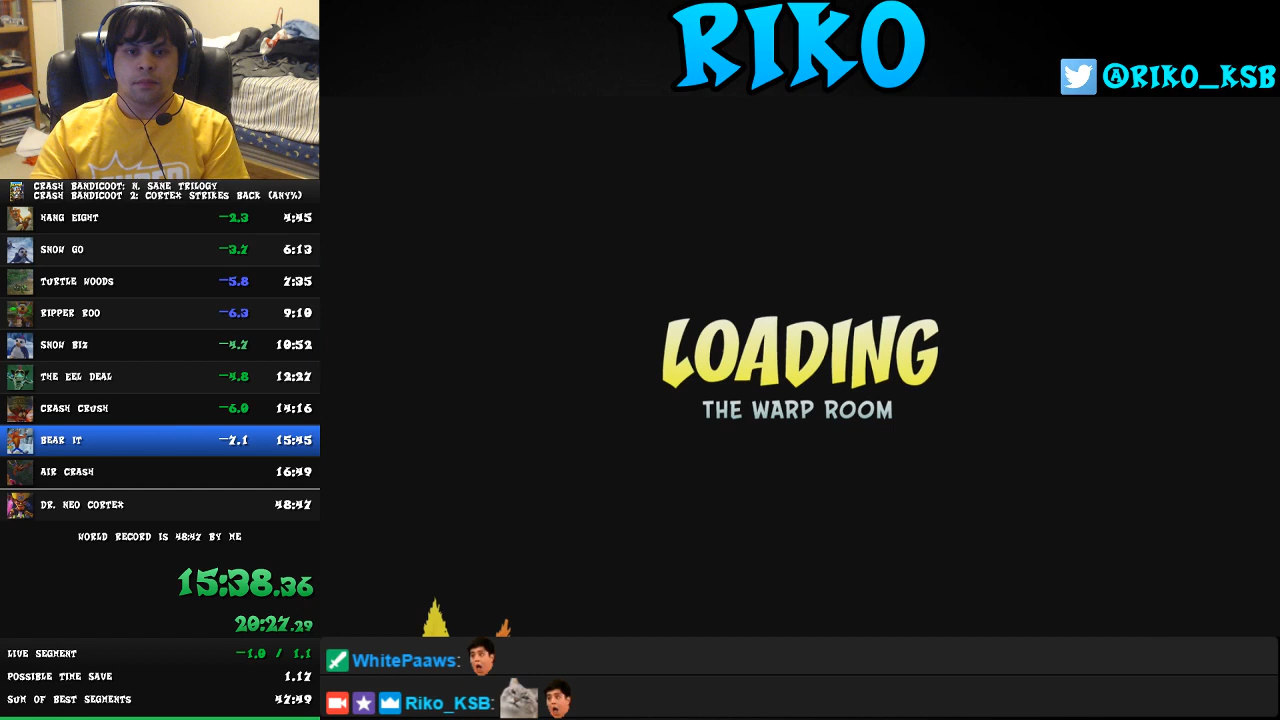 RIKO
@RIKO_KSB
CRASH BANDICOOT: N. SANE TRILOGY
CRASH BANDICOOT 2: CORTEX STRIKES BACK (ANY%)
HANG EIGHT -2.3 4:45
SNOW GO -3.7 6:13
TURTLE WOODS -5.8 7:35
RIPPER ROO -6.3 9:10
SNOW BIZ -4.7 10:52
THE EEL DEAL -4.8 12:27
CRASH CRUSH -6.0 14:16
BEAR IT -7.1 15:45
AIR CRASH 16:49
DR. NEO CORTEX 48:47
WORLD RECORD IS 48:47 BY ME
15:38.36
20:27.29
LIVE SEGMENT -1.0 / 1.1
POSSIBLE TIME SAVE 1.17
SUM OF BEST SEGMENTS 47:49
LOADING
THE WARP ROOM
WhitePaaws:
Riko_KSB: